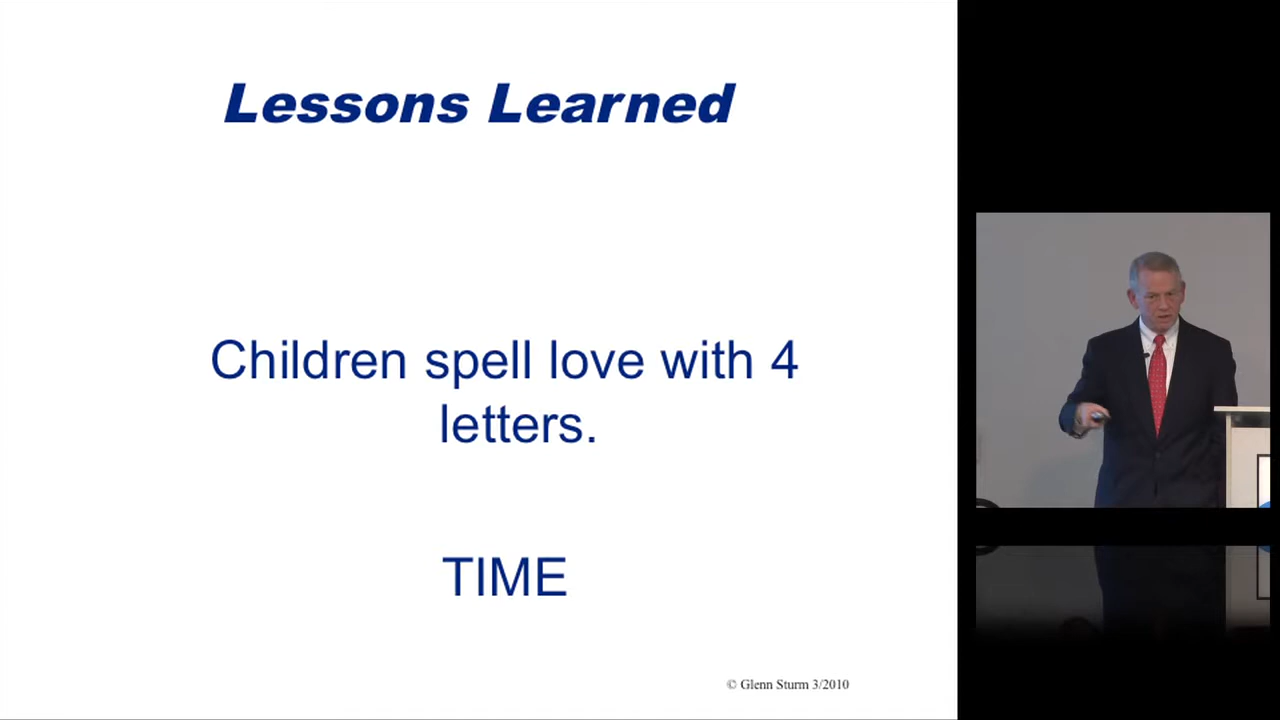 Lessons Learned
Children spell love with 4
letters.
TIME
© Glenn Sturm 3/2010